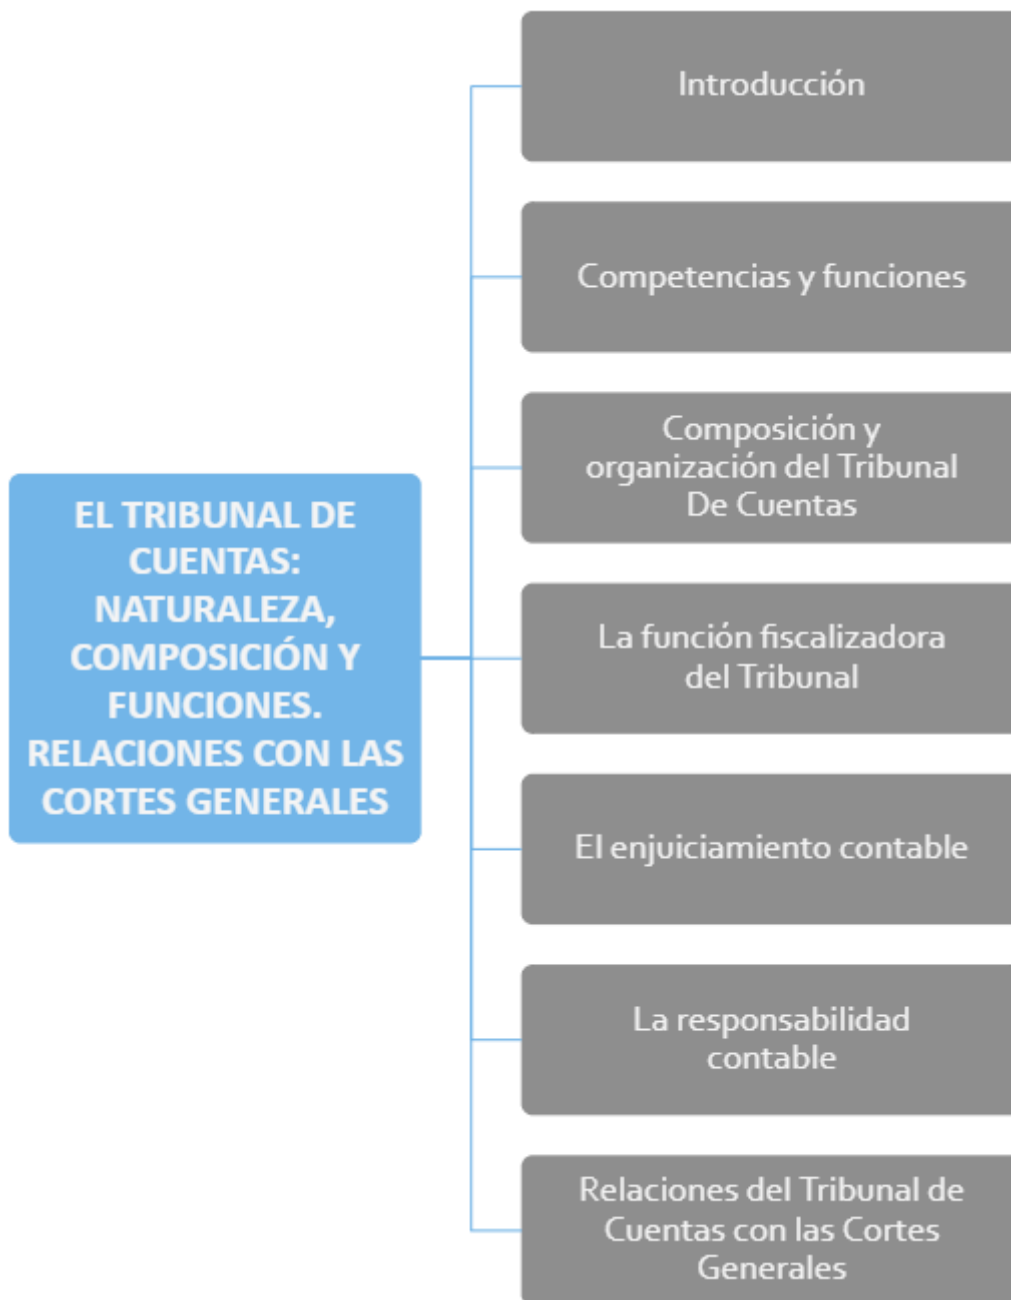 Introducción
Competencias y funciones
Composición y
organización del Tribunal
De Cuentas
EL TRIBUNAL DE
CUENTAS:
NATURALEZA,
COMPOSICIÓN Y
FUNCIONES.
RELACIONES CON LAS
CORTES GENERALES
La función fiscalizadora
del Tribunal
El enjuiciamiento contable
La responsabilidad
contable
Relaciones del Tribunal de
Cuentas con las Cortes
Generales